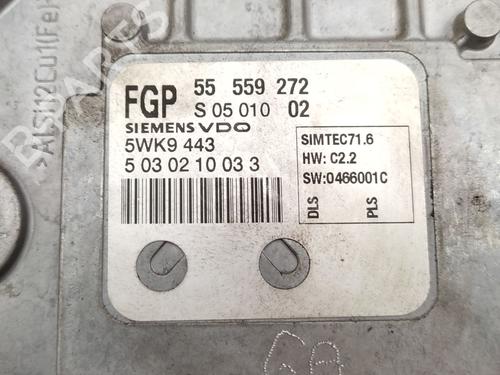 FGP 55 559 272
S 05 010 02
SIEMENS VDO
5WK9 443
5 03 02 10 03 3
SIMTEC71.6
HW: C2.2
SW:0466001C
DLS PLS
>AlSi12Cu1(Fe)<
PARTS